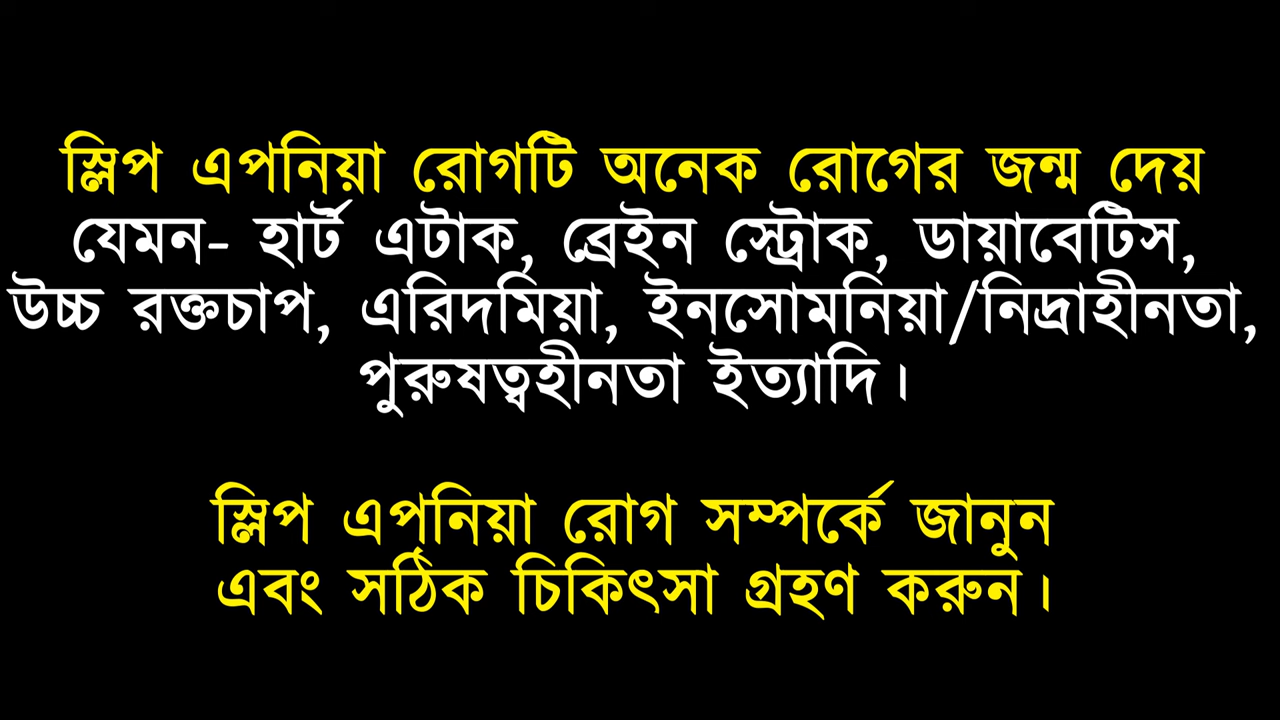 স্লিপ এপনিয়া রোগটি অনেক রোগের জন্ম দেয়
যেমন- হার্ট এটাক, ব্রেইন স্ট্রোক, ডায়াবেটিস,
উচ্চ রক্তচাপ, এরিদমিয়া, ইনসোমনিয়া/নিদ্রাহীনতা,
পুরুষত্বহীনতা ইত্যাদি।
স্লিপ এপনিয়া রোগ সম্পর্কে জানুন
এবং সঠিক চিকিৎসা গ্রহণ করুন।